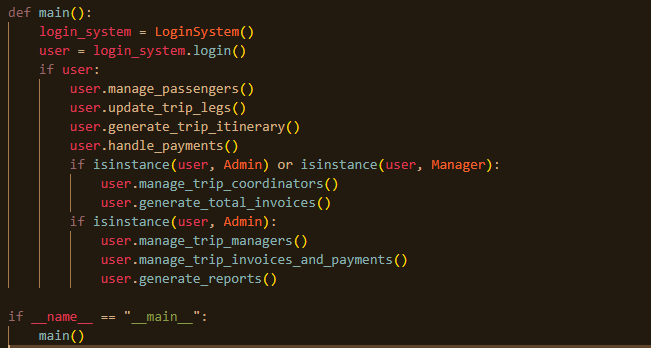 def main():
    login_system = LoginSystem()
    user = login_system.login()
    if user:
        user.manage_passengers()
        user.update_trip_legs()
        user.generate_trip_itinerary()
        user.handle_payments()
        if isinstance(user, Admin) or isinstance(user, Manager):
            user.manage_trip_coordinators()
            user.generate_total_invoices()
        if isinstance(user, Admin):
            user.manage_trip_managers()
            user.manage_trip_invoices_and_payments()
            user.generate_reports()

if __name__ == "__main__":
    main()